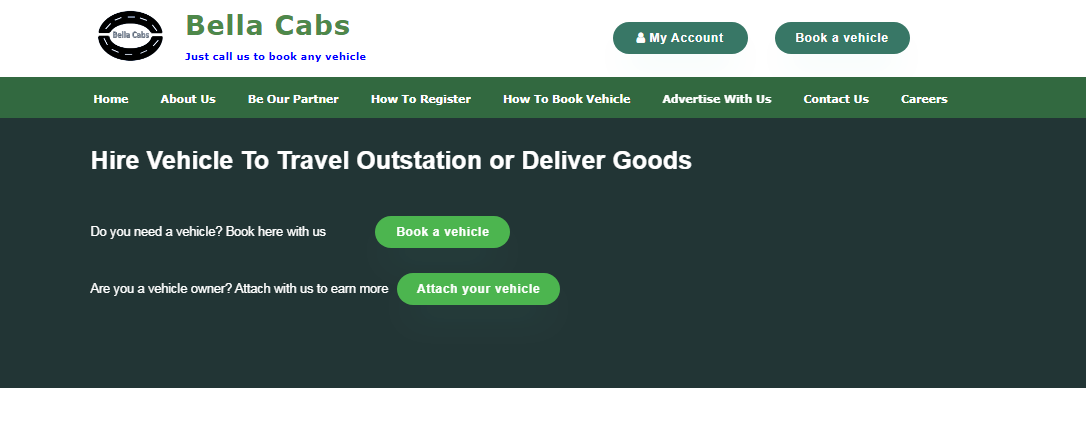 Bella Cabs
Bella Cabs
Just call us to book any vehicle
My Account
Book a vehicle
Home About Us Be Our Partner How To Register How To Book Vehicle Advertise With Us Contact Us Careers
Hire Vehicle To Travel Outstation or Deliver Goods
Do you need a vehicle? Book here with us Book a vehicle
Are you a vehicle owner? Attach with us to earn more Attach your vehicle